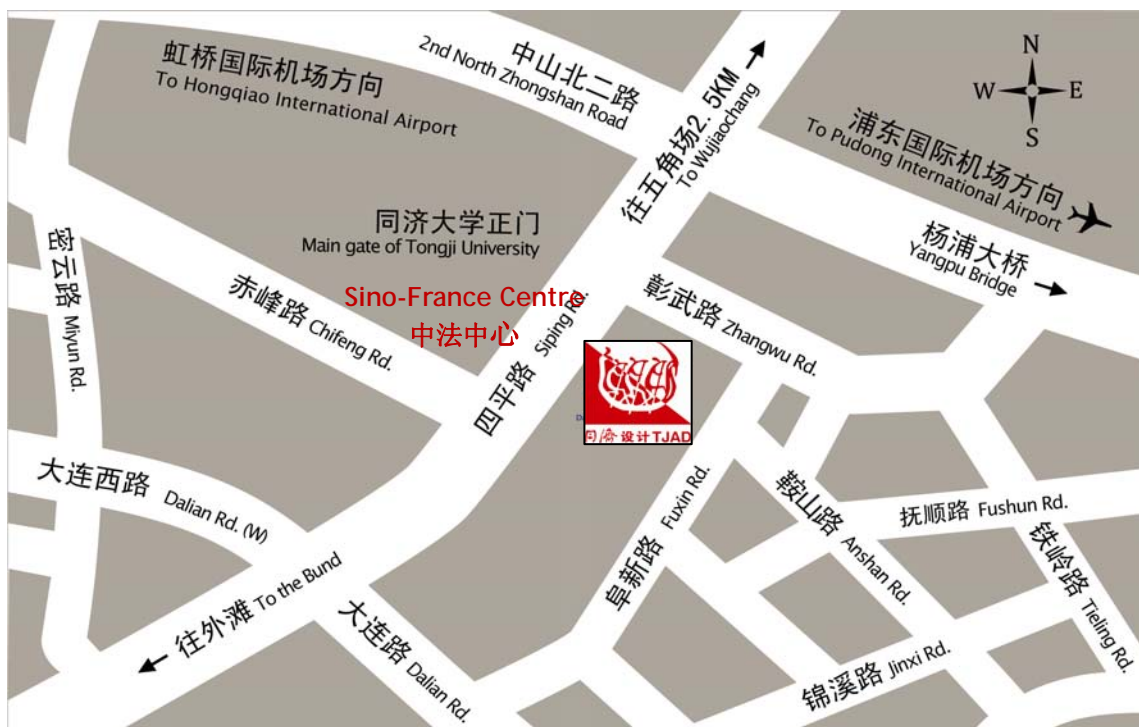 中山北二路
2nd North Zhongshan Road
虹桥国际机场方向
To Hongqiao International Airport
N
W
E
S
往五角场2.5KM
To Wujiaochang
浦东国际机场方向
To Pudong International Airport
同济大学正门
Main gate of Tongji University
杨浦大桥
Yangpu Bridge
密云路 Miyun Rd.
赤峰路 Chifeng Rd.
Sino-France Centre
中法中心
彰武路 Zhangwu Rd.
四平路 Siping Rd.
同济设计TJAD
大连西路 Dalian Rd. (W)
阜新路 Fuxin Rd.
鞍山路 Anshan Rd.
抚顺路 Fushun Rd.
铁岭路 Tieling Rd.
往外滩 To the Bund
大连路 Dalian Rd.
锦溪路 Jinxi Rd.